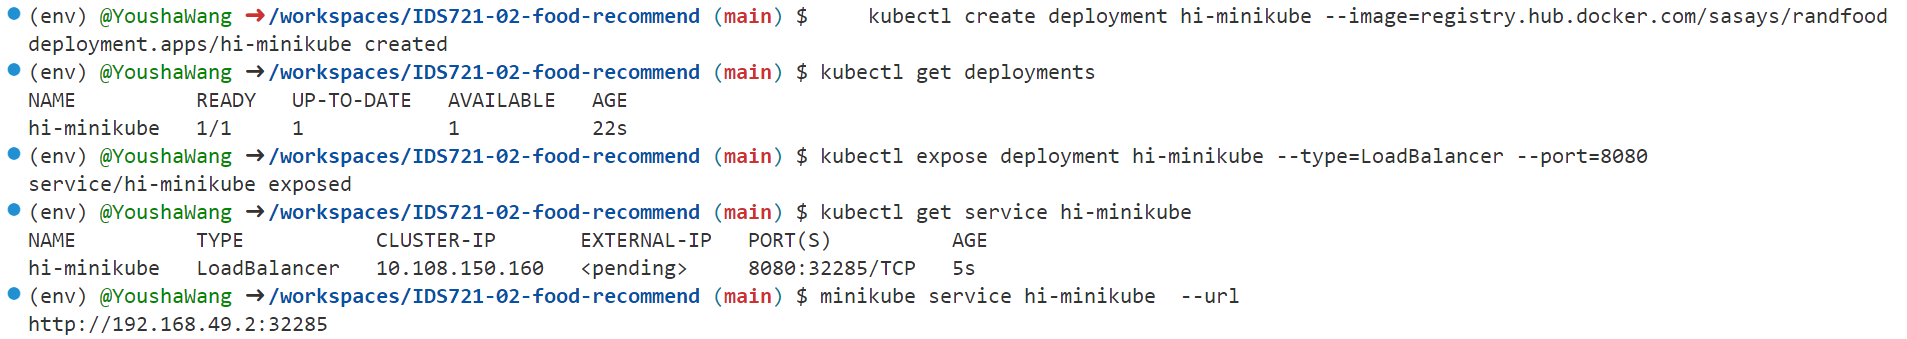 (env) @YoushaWang ➜/workspaces/IDS721-02-food-recommend (main) $     kubectl create deployment hi-minikube --image=registry.hub.docker.com/sasays/randfood
deployment.apps/hi-minikube created
(env) @YoushaWang ➜/workspaces/IDS721-02-food-recommend (main) $ kubectl get deployments
NAME          READY   UP-TO-DATE   AVAILABLE   AGE
hi-minikube   1/1     1            1           22s
(env) @YoushaWang ➜/workspaces/IDS721-02-food-recommend (main) $ kubectl expose deployment hi-minikube --type=LoadBalancer --port=8080
service/hi-minikube exposed
(env) @YoushaWang ➜/workspaces/IDS721-02-food-recommend (main) $ kubectl get service hi-minikube
NAME          TYPE           CLUSTER-IP       EXTERNAL-IP   PORT(S)          AGE
hi-minikube   LoadBalancer   10.108.150.160   <pending>     8080:32285/TCP   5s
(env) @YoushaWang ➜/workspaces/IDS721-02-food-recommend (main) $ minikube service hi-minikube  --url
http://192.168.49.2:32285